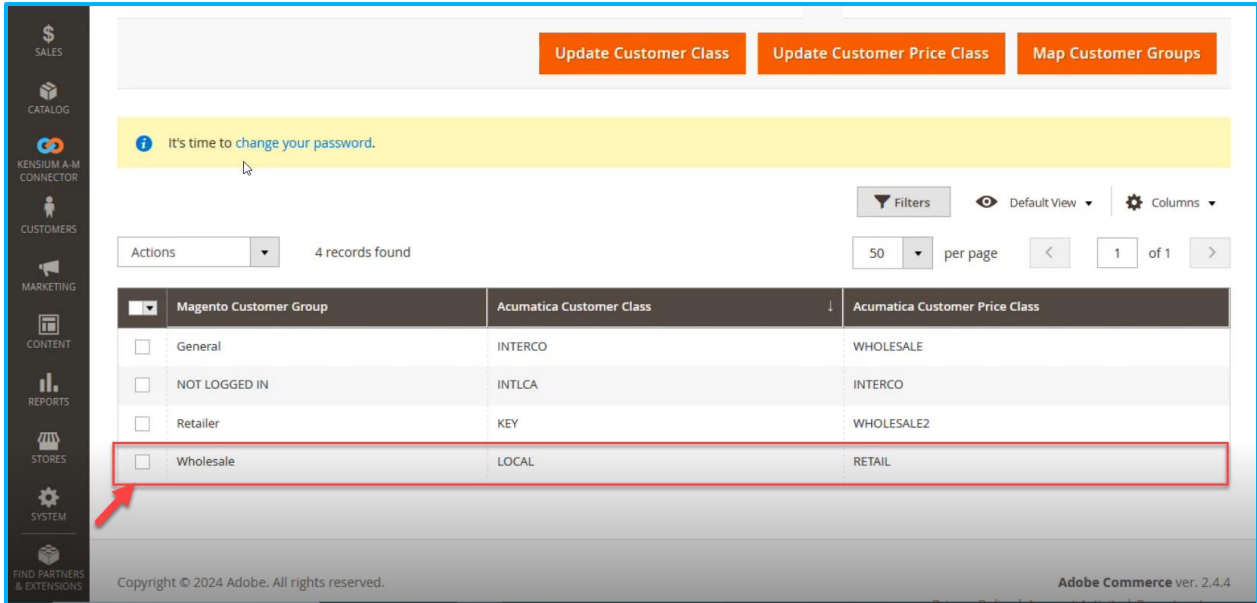 SALES
CATALOG
KENSIUM A-M
CONNECTOR
CUSTOMERS
MARKETING
CONTENT
REPORTS
STORES
SYSTEM
FIND PARTNERS
& EXTENSIONS
Update Customer Class Update Customer Price Class Map Customer Groups
It's time to change your password.
Filters Default View Columns
Actions 4 records found 50 per page 1 of 1
Magento Customer Group Acumatica Customer Class ↓ Acumatica Customer Price Class
General INTERCO WHOLESALE
NOT LOGGED IN INTLCA INTERCO
Retailer KEY WHOLESALE2
Wholesale LOCAL RETAIL
Copyright © 2024 Adobe. All rights reserved. Adobe Commerce ver. 2.4.4